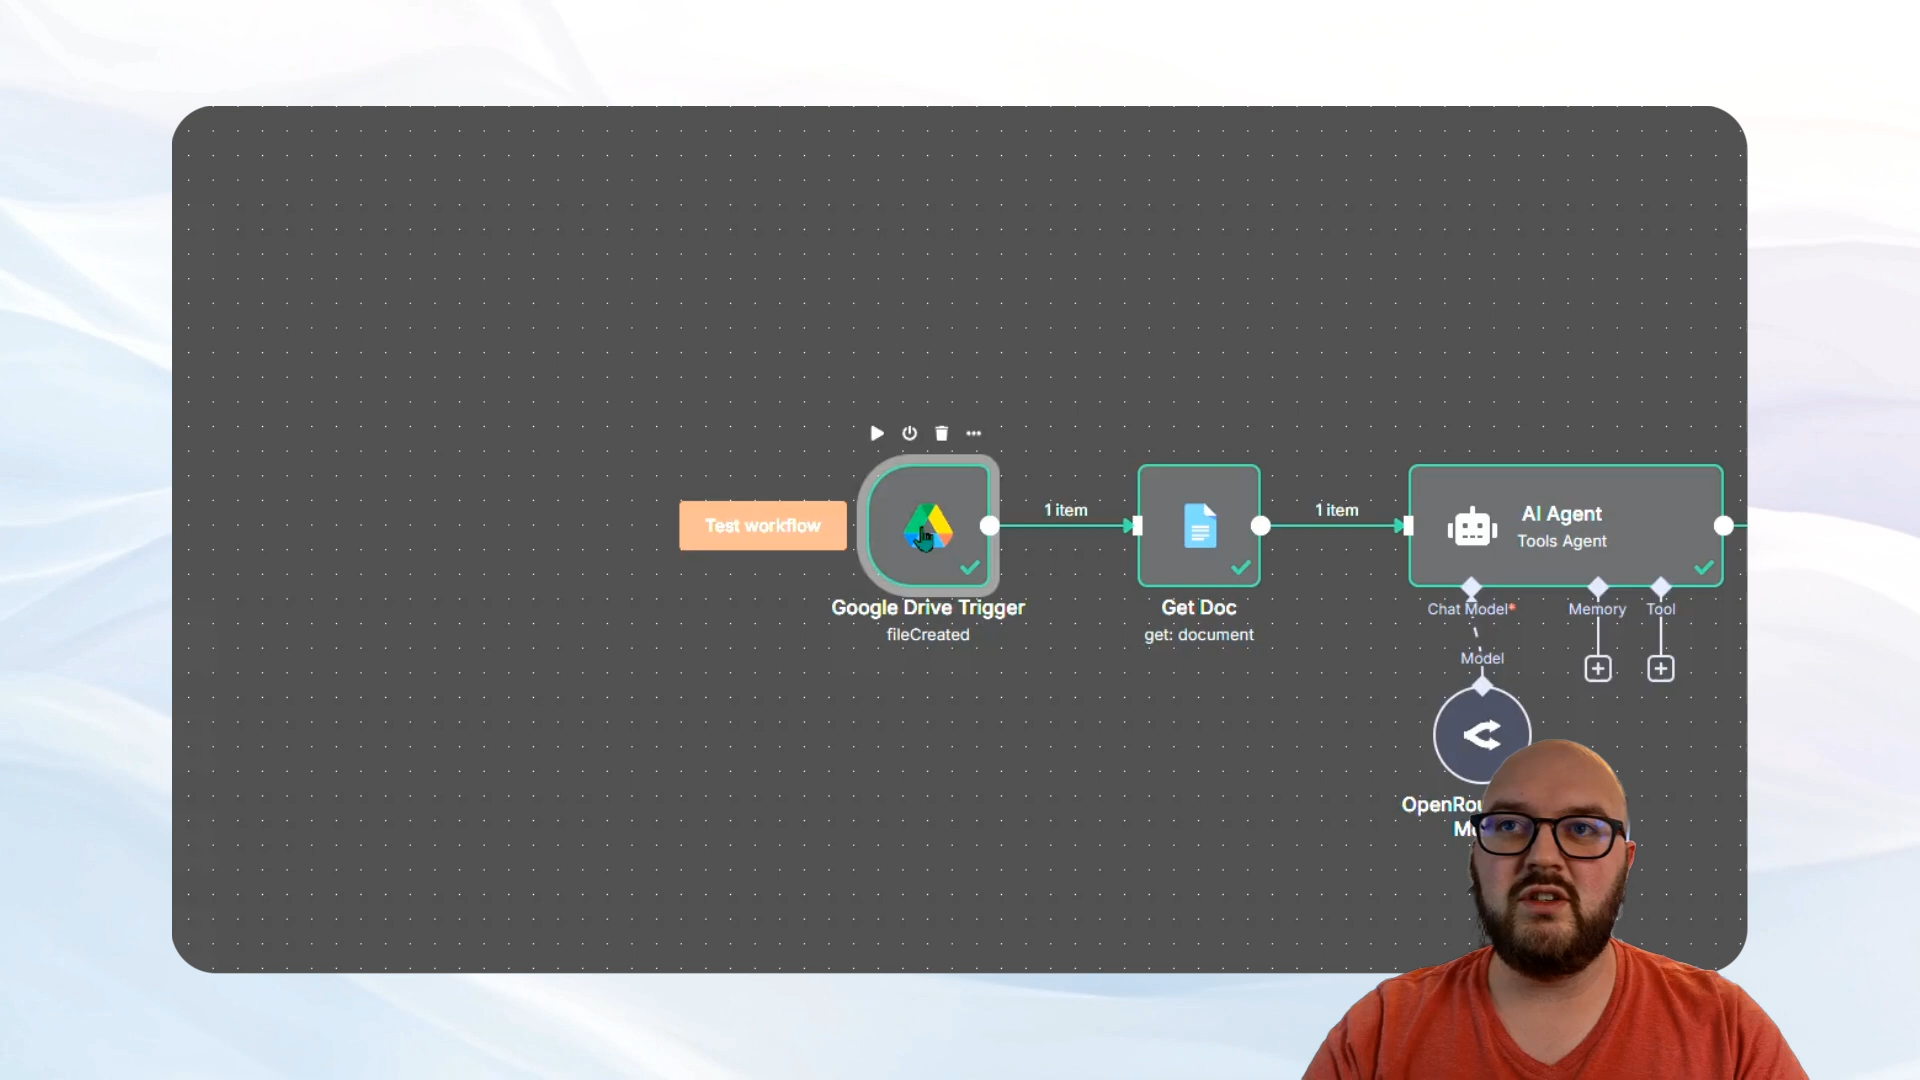 1 item
1 item
Test workflow
AI Agent
Tools Agent
Google Drive Trigger
fileCreated
Get Doc
get: document
Chat Model*
Memory
Tool
Model